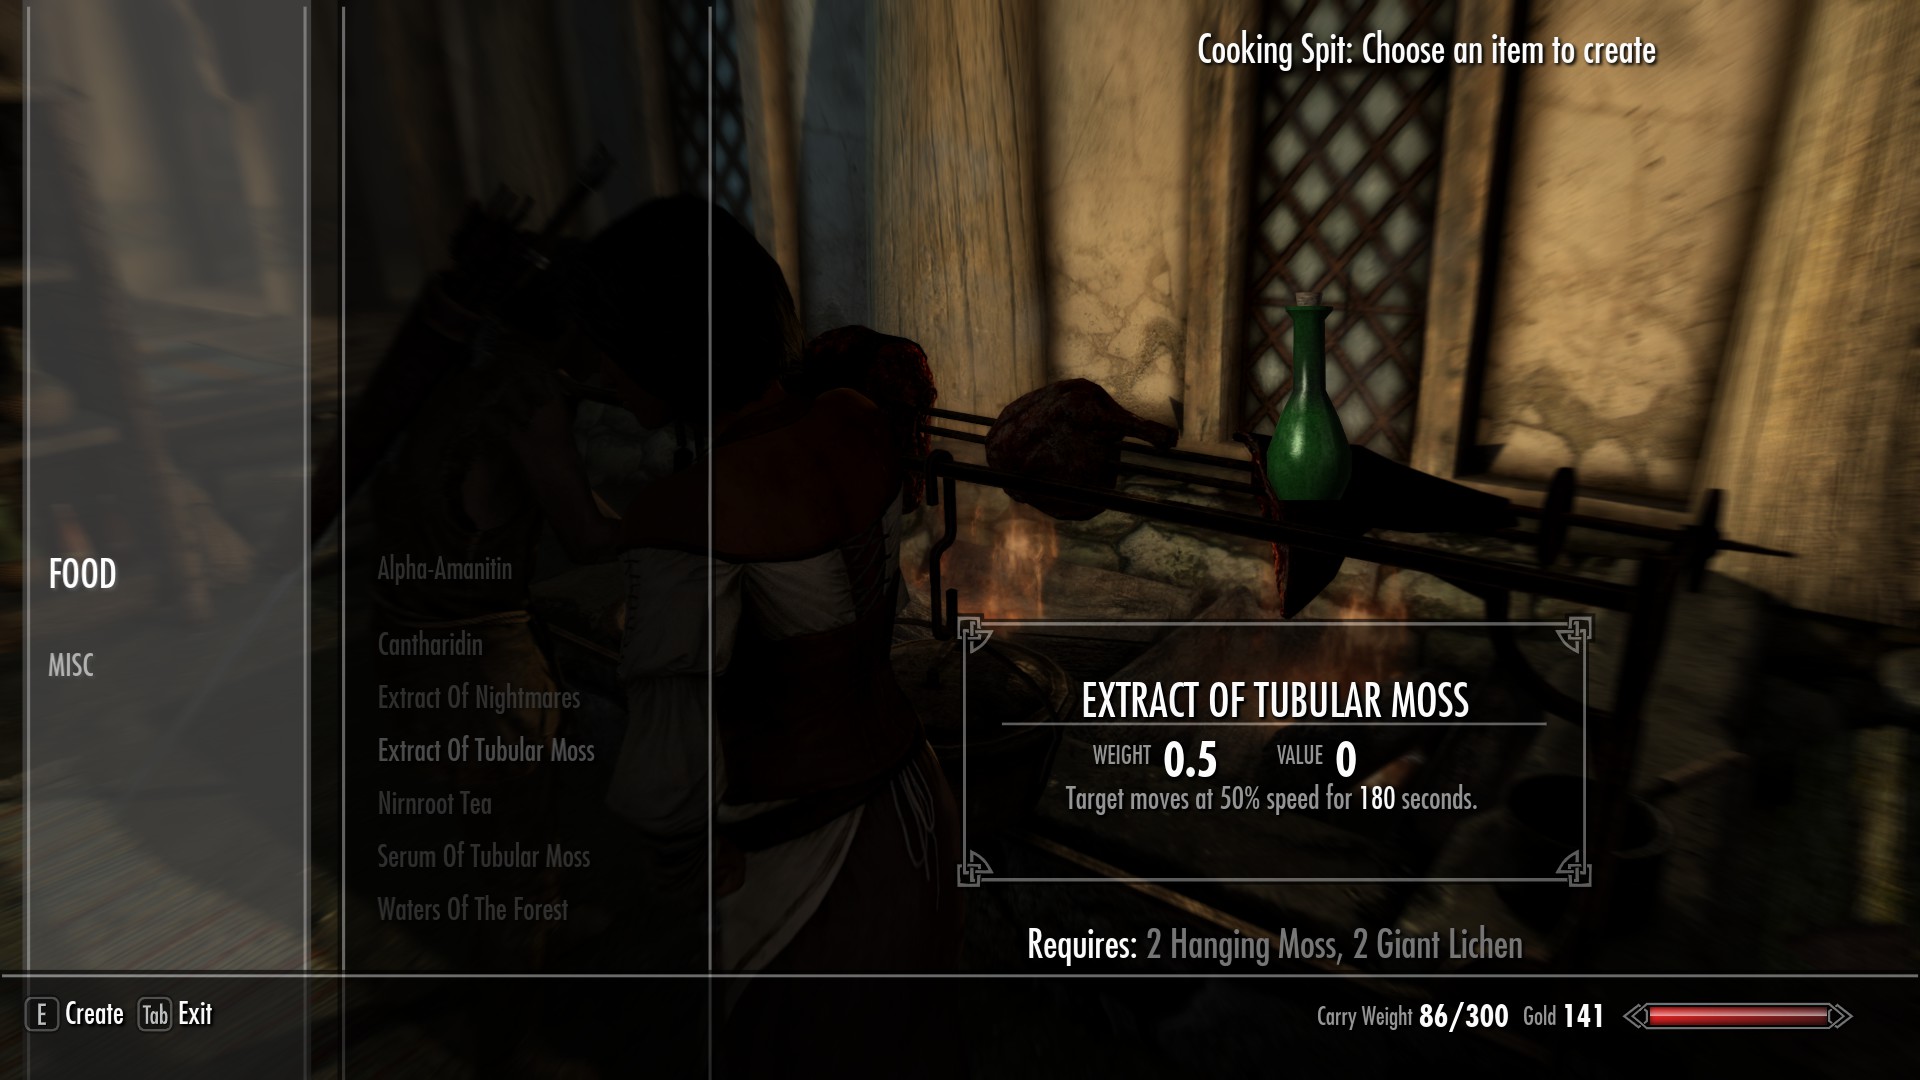 Cooking Spit: Choose an item to create
FOOD
MISC
Alpha-Amanitin
Cantharidin
Extract Of Nightmares
Extract Of Tubular Moss
Nirnroot Tea
Serum Of Tubular Moss
Waters Of The Forest
EXTRACT OF TUBULAR MOSS
WEIGHT 0.5 VALUE 0
Target moves at 50% speed for 180 seconds.
Requires: 2 Hanging Moss, 2 Giant Lichen
E Create Tab Exit
Carry Weight 86/300 Gold 141